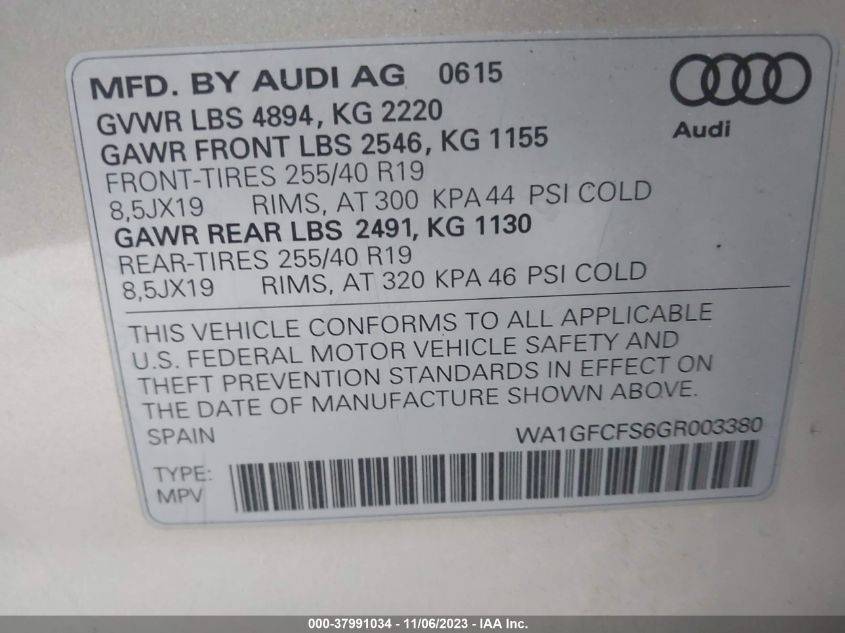 MFD. BY AUDI AG 0615
Audi
GVWR LBS 4894, KG 2220
GAWR FRONT LBS 2546, KG 1155
FRONT-TIRES 255/40 R19
8,5JX19 RIMS, AT 300 KPA 44 PSI COLD
GAWR REAR LBS 2491, KG 1130
REAR-TIRES 255/40 R19
8,5JX19 RIMS, AT 320 KPA 46 PSI COLD
THIS VEHICLE CONFORMS TO ALL APPLICABLE
U.S. FEDERAL MOTOR VEHICLE SAFETY AND
THEFT PREVENTION STANDARDS IN EFFECT ON
THE DATE OF MANUFACTURE SHOWN ABOVE.
SPAIN WA1GFCFS6GR003380
TYPE:
MPV
000-37991034 - 11/06/2023 - IAA Inc.